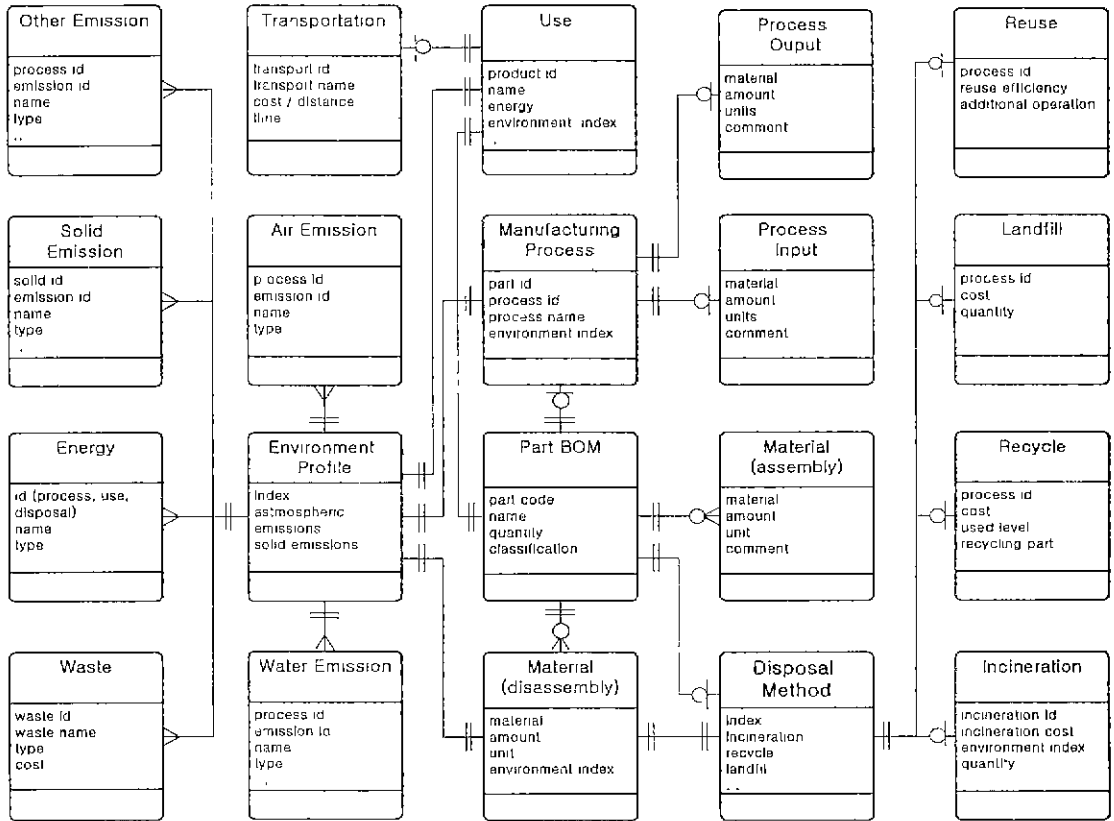 Other Emission
process id
emission id
name
type
..
Transportation
transport id
transport name
cost / distance
time
Use
product id
name
energy
environment index
.
Process
Ouput
material
amount
units
comment
Reuse
process id
reuse efficiency
additional operation
Solid
Emission
solid id
emission id
name
type
.
Air Emission
process id
emission id
name
type
Manufacturing
Process
part id
process id
process name
environment index
Process
Input
material
amount
units
comment
Landfill
process id
cost
quantity
Energy
id (process, use,
disposal)
name
type
Environment
Profile
index
astmospheric
emissions
solid emissions
Part BOM
part code
name
quantity
classification
Material
(assembly)
material
amount
unit
comment
Recycle
process id
cost
used level
recycling part
Waste
waste id
waste name
type
cost
Water Emission
process id
emission id
name
type
.
Material
(disassembly)
material
amount
unit
environment index
Disposal
Method
index
incineration
recycle
landfill
..
Incineration
incineration id
incineration cost
environment index
quantity